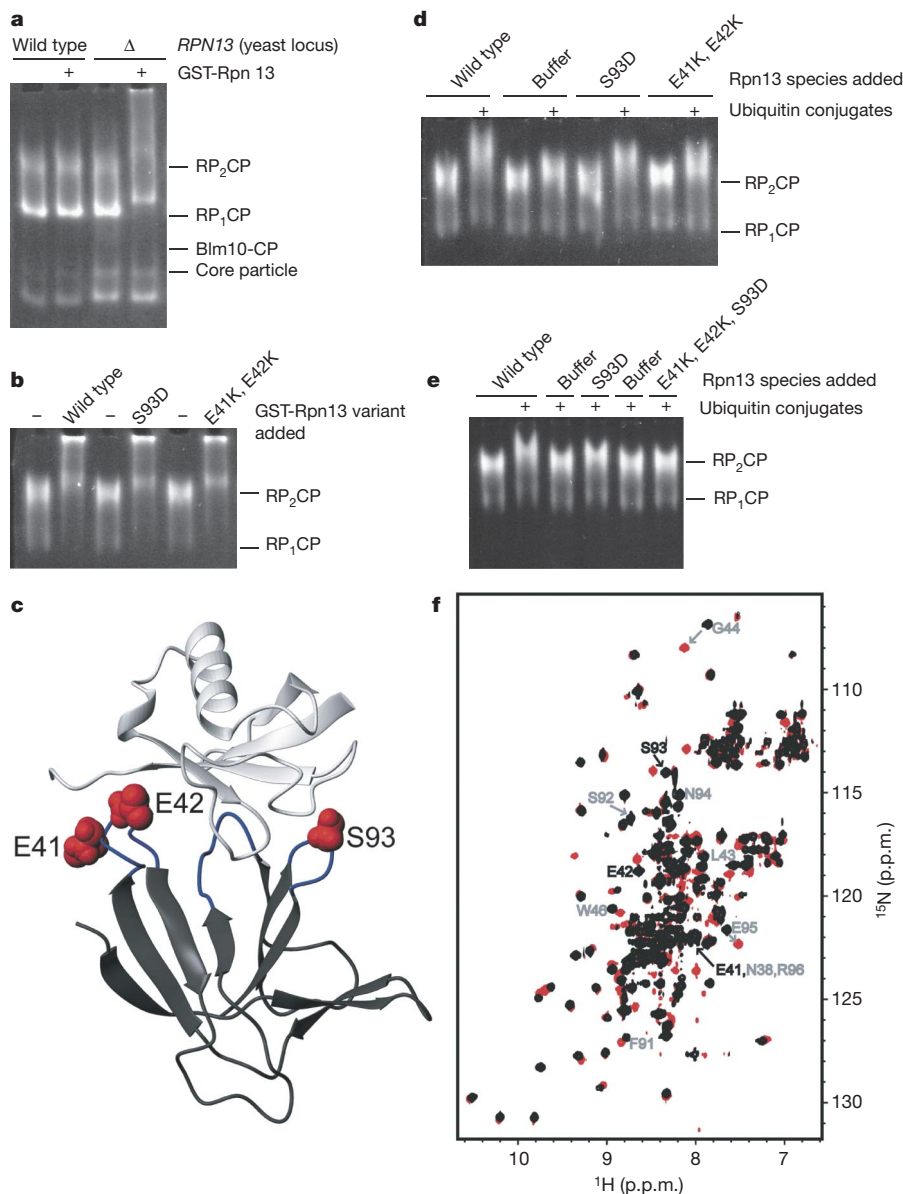 a
Wild type Δ RPN13 (yeast locus)
+ + GST-Rpn 13
RP2CP
RP1CP
Blm10-CP
Core particle
b
– Wild type – S93D – E41K, E42K
GST-Rpn13 variant
added
RP2CP
RP1CP
c
E41
E42
S93
d
Wild type Buffer S93D E41K, E42K
Rpn13 species added
+ + + + Ubiquitin conjugates
RP2CP
RP1CP
e
Wild type Buffer S93D Buffer E41K, E42K, S93D
Rpn13 species added
+ + + + + Ubiquitin conjugates
RP2CP
RP1CP
f
G44
S93
S92
N94
L43
E42
W46
E95
E41,N38,R96
F91
110
115
120
125
130
15N (p.p.m.)
10 9 8 7
1H (p.p.m.)